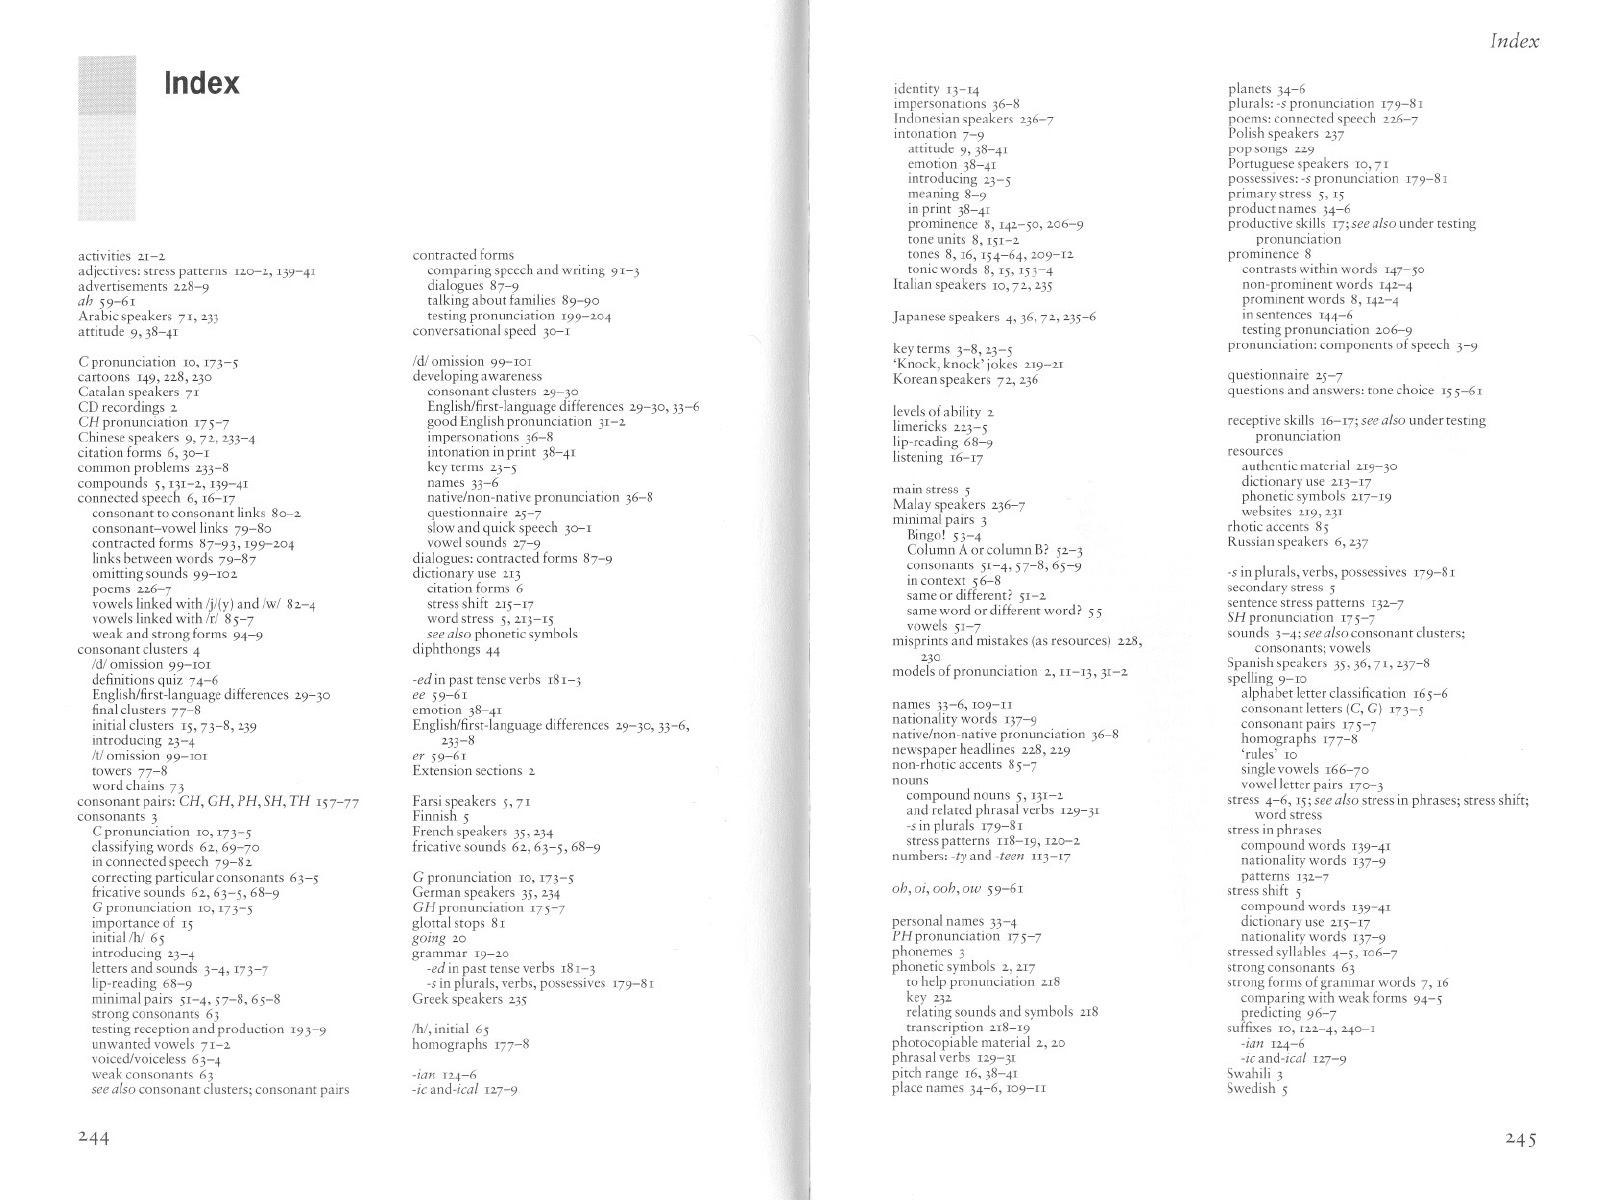 Index
activities 21–2
adjectives: stress patterns 120–2, 139–41
advertisements 228–9
ah 59–61
Arabic speakers 71, 233
attitude 9, 38–41
C pronunciation 10, 173–5
cartoons 149, 228, 230
Catalan speakers 71
CD recordings 2
CH pronunciation 175–7
Chinese speakers 9, 72, 233–4
citation forms 6, 30–1
common problems 233–8
compounds 5, 131–2, 139–41
connected speech 6, 16–17
consonant to consonant links 80–2
consonant–vowel links 79–80
contracted forms 87–93, 199–204
links between words 79–87
omitting sounds 99–102
poems 226–7
vowels linked with /j/(y) and /w/ 82–4
vowels linked with /r/ 85–7
weak and strong forms 94–9
consonant clusters 4
/d/ omission 99–101
definitions quiz 74–6
English/first-language differences 29–30
final clusters 77–8
initial clusters 15, 73–8, 239
introducing 23–4
/t/ omission 99–101
towers 77–8
word chains 73
consonant pairs: CH, GH, PH, SH, TH 157–77
consonants 3
C pronunciation 10, 173–5
classifying words 62, 69–70
in connected speech 79–82
correcting particular consonants 63–5
fricative sounds 62, 63–5, 68–9
G pronunciation 10, 173–5
importance of 15
initial /h/ 65
introducing 23–4
letters and sounds 3–4, 173–7
lip-reading 68–9
minimal pairs 51–4, 57–8, 65–8
strong consonants 63
testing reception and production 193–9
unwanted vowels 71–2
voiced/voiceless 63–4
weak consonants 63
see also consonant clusters; consonant pairs
244
contracted forms
comparing speech and writing 91–3
dialogues 87–9
talking about families 89–90
testing pronunciation 199–204
conversational speed 30–1
/d/ omission 99–101
developing awareness
consonant clusters 29–30
English/first-language differences 29–30, 33–6
good English pronunciation 31–2
impersonations 36–8
intonation in print 38–41
key terms 23–5
names 33–6
native/non-native pronunciation 36–8
questionnaire 25–7
slow and quick speech 30–1
vowel sounds 27–9
dialogues: contracted forms 87–9
dictionary use 213
citation forms 6
stress shift 215–17
word stress 5, 213–15
see also phonetic symbols
diphthongs 44
-ed in past tense verbs 181–3
ee 59–61
emotion 38–41
English/first-language differences 29–30, 33–6,
233–8
er 59–61
Extension sections 2
Farsi speakers 5, 71
Finnish 5
French speakers 35, 234
fricative sounds 62, 63–5, 68–9
G pronunciation 10, 173–5
German speakers 35, 234
GH pronunciation 175–7
glottal stops 81
going 20
grammar 19–20
-ed in past tense verbs 181–3
-s in plurals, verbs, possessives 179–81
Greek speakers 235
/h/, initial 65
homographs 177–8
-ian 124–6
-ic and -ical 127–9
Index
identity 13–14
impersonations 36–8
Indonesian speakers 236–7
intonation 7–9
attitude 9, 38–41
emotion 38–41
introducing 23–5
meaning 8–9
in print 38–41
prominence 8, 142–50, 206–9
tone units 8, 151–2
tones 8, 16, 154–64, 209–12
tonic words 8, 15, 153–4
Italian speakers 10, 72, 235
Japanese speakers 4, 36, 72, 235–6
key terms 3–8, 23–5
‘Knock, knock’ jokes 219–21
Korean speakers 72, 236
levels of ability 2
limericks 223–5
lip-reading 68–9
listening 16–17
main stress 5
Malay speakers 236–7
minimal pairs 3
Bingo! 53–4
Column A or column B? 52–3
consonants 51–4, 57–8, 65–9
in context 56–8
same or different? 51–2
same word or different word? 55
vowels 51–7
misprints and mistakes (as resources) 228,
230
models of pronunciation 2, 11–13, 31–2
names 33–6, 109–11
nationality words 137–9
native/non-native pronunciation 36–8
newspaper headlines 228, 229
non-rhotic accents 85–7
nouns
compound nouns 5, 131–2
and related phrasal verbs 129–31
-s in plurals 179–81
stress patterns 118–19, 120–2
numbers: -ty and -teen 113–17
oh, oi, ooh, ow 59–61
personal names 33–4
PH pronunciation 175–7
phonemes 3
phonetic symbols 2, 217
to help pronunciation 218
key 232
relating sounds and symbols 218
transcription 218–19
photocopiable material 2, 20
phrasal verbs 129–31
pitch range 16, 38–41
place names 34–6, 109–11
planets 34–6
plurals: -s pronunciation 179–81
poems: connected speech 226–7
Polish speakers 237
pop songs 229
Portuguese speakers 10, 71
possessives: -s pronunciation 179–81
primary stress 5, 15
product names 34–6
productive skills 17; see also under testing
pronunciation
prominence 8
contrasts within words 147–50
non-prominent words 142–4
prominent words 8, 142–4
in sentences 144–6
testing pronunciation 206–9
pronunciation: components of speech 3–9
questionnaire 25–7
questions and answers: tone choice 155–61
receptive skills 16–17; see also under testing
pronunciation
resources
authentic material 219–30
dictionary use 213–17
phonetic symbols 217–19
websites 219, 231
rhotic accents 85
Russian speakers 6, 237
-s in plurals, verbs, possessives 179–81
secondary stress 5
sentence stress patterns 132–7
SH pronunciation 175–7
sounds 3–4; see also consonant clusters;
consonants; vowels
Spanish speakers 35, 36, 71, 237–8
spelling 9–10
alphabet letter classification 165–6
consonant letters (C, G) 173–5
consonant pairs 175–7
homographs 177–8
‘rules’ 10
single vowels 166–70
vowel letter pairs 170–3
stress 4–6, 15; see also stress in phrases; stress shift;
word stress
stress in phrases
compound words 139–41
nationality words 137–9
patterns 132–7
stress shift 5
compound words 139–41
dictionary use 215–17
nationality words 137–9
stressed syllables 4–5, 106–7
strong consonants 63
strong forms of grammar words 7, 16
comparing with weak forms 94–5
predicting 96–7
suffixes 10, 122–4, 240–1
-ian 124–6
-ic and -ical 127–9
Swahili 3
Swedish 5
245